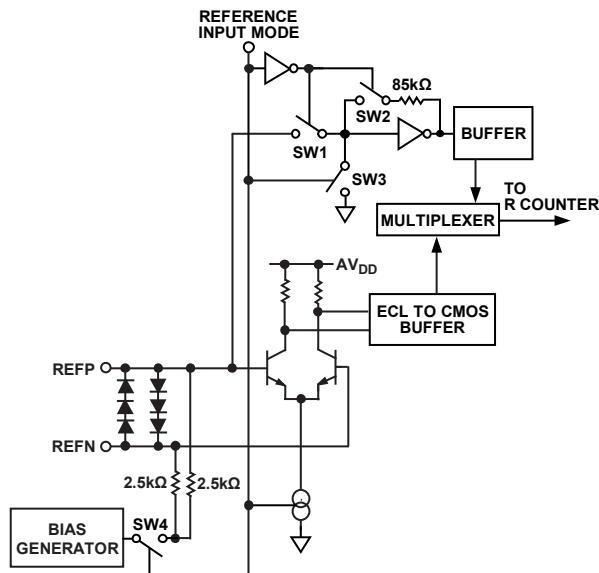 REFERENCE
INPUT MODE
85kΩ
SW2
SW1
BUFFER
SW3
TO
R COUNTER
MULTIPLEXER
AVDD
ECL TO CMOS
BUFFER
REFP
REFN
2.5kΩ
2.5kΩ
SW4
BIAS
GENERATOR